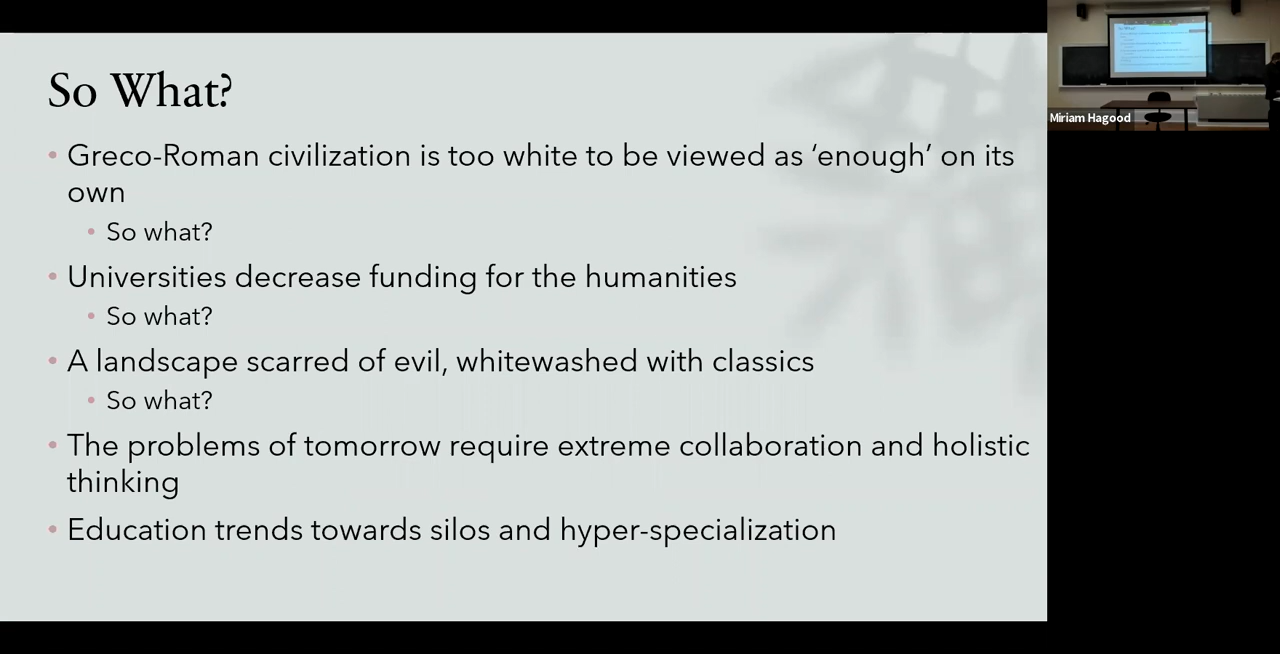 So What?
• Greco-Roman civilization is too white to be viewed as ‘enough’ on its
own
• So what?
• Universities decrease funding for the humanities
• So what?
• A landscape scarred of evil, whitewashed with classics
• So what?
• The problems of tomorrow require extreme collaboration and holistic
thinking
• Education trends towards silos and hyper-specialization
Miriam Hagood